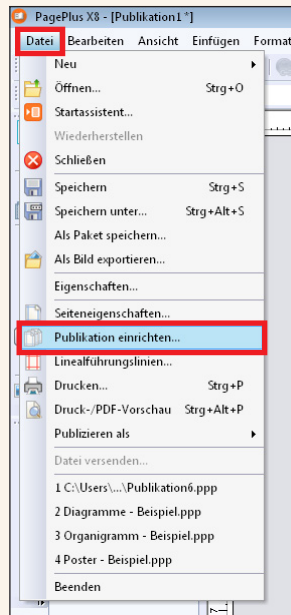 PagePlus X8 - [Publikation1 *]
Datei Bearbeiten Ansicht Einfügen Format
Neu
Öffnen... Strg+O
Startassistent...
Wiederherstellen
Schließen
Speichern Strg+S
Speichern unter... Strg+Alt+S
Als Paket speichern...
Als Bild exportieren...
Eigenschaften...
Seiteneigenschaften...
Publikation einrichten...
Linealführungslinien...
Drucken... Strg+P
Druck-/PDF-Vorschau Strg+Alt+P
Publizieren als
Datei versenden...
1 C:\Users\...\Publikation6.ppp
2 Diagramme - Beispiel.ppp
3 Organigramm - Beispiel.ppp
4 Poster - Beispiel.ppp
Beenden